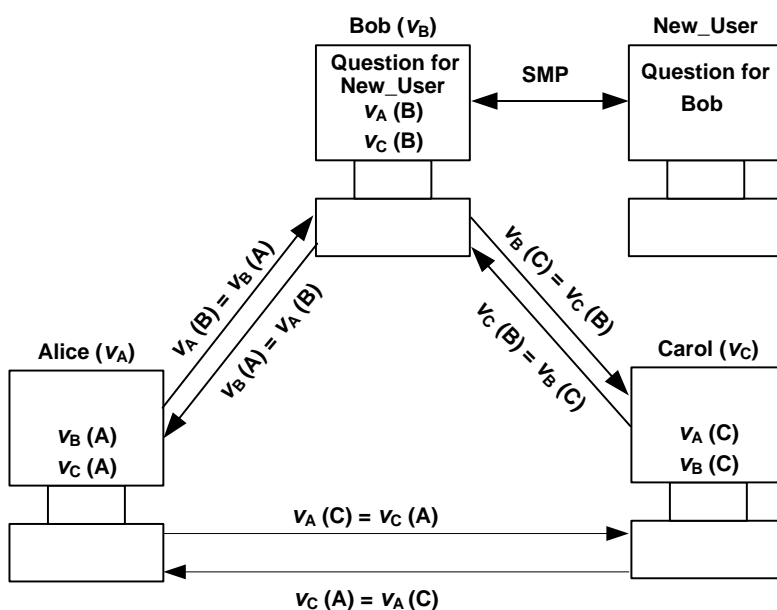 Bob (vB)
New_User
Question for
New_User
vA (B)
vC (B)
SMP
Question for
Bob
vA (B) = vB (A)
vB (A) = vA (B)
vB (C) = vC (B)
vC (B) = vB (C)
Alice (vA)
vB (A)
vC (A)
Carol (vC)
vA (C)
vB (C)
vA (C) = vC (A)
vC (A) = vA (C)